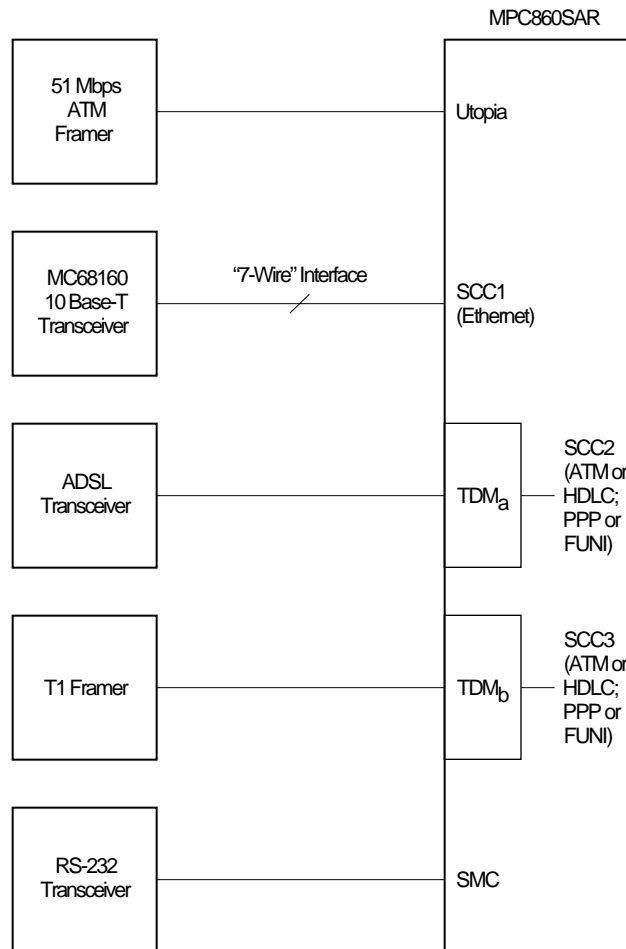 MPC860SAR
51 Mbps
ATM
Framer
Utopia
MC68160
10 Base-T
Transceiver
“7-Wire” Interface
SCC1
(Ethernet)
ADSL
Transceiver
TDMa
SCC2
(ATM or
HDLC;
PPP or
FUNI)
T1 Framer
TDMb
SCC3
(ATM or
HDLC;
PPP or
FUNI)
RS-232
Transceiver
SMC